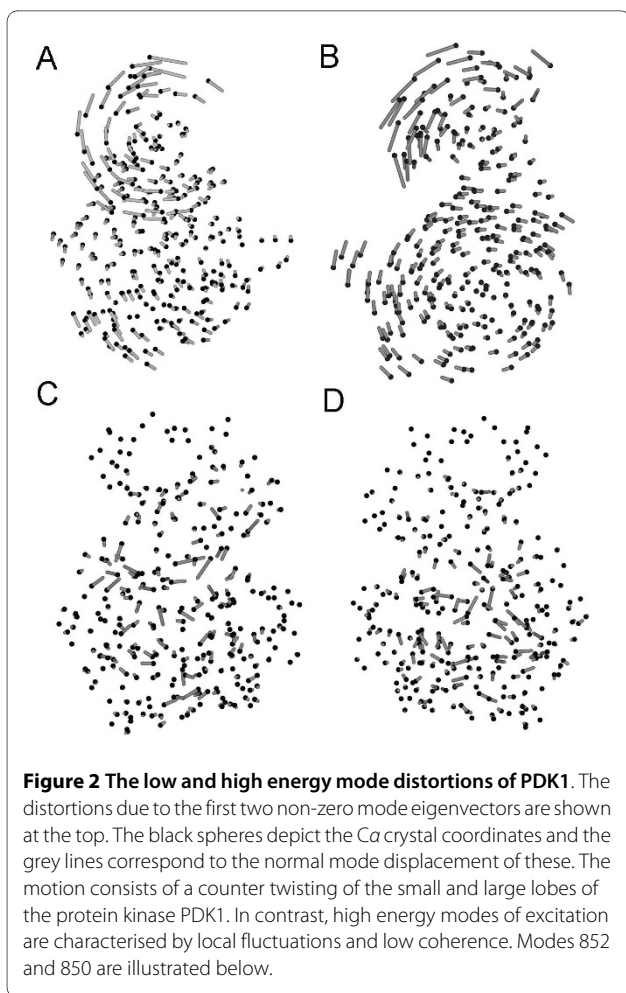 A
B
C
D
Figure 2 The low and high energy mode distortions of PDK1. The
distortions due to the first two non-zero mode eigenvectors are shown
at the top. The black spheres depict the Cα crystal coordinates and the
grey lines correspond to the normal mode displacement of these. The
motion consists of a counter twisting of the small and large lobes of
the protein kinase PDK1. In contrast, high energy modes of excitation
are characterised by local fluctuations and low coherence. Modes 852
and 850 are illustrated below.